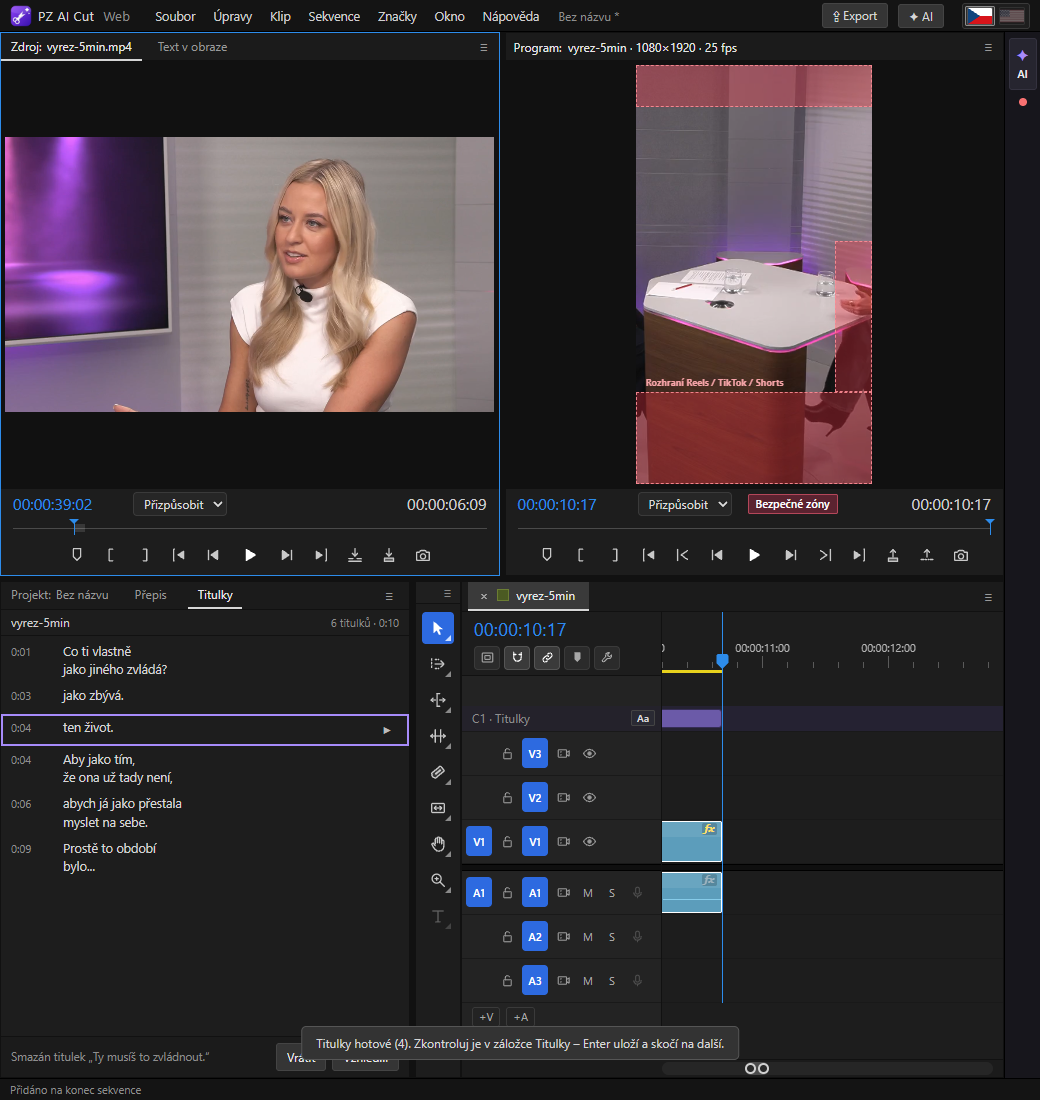 PZ AI Cut Web Soubor Úpravy Klip Sekvence Značky Okno Nápověda Bez názvu * Export AI
Zdroj: vyrez-5min.mp4 Text v obraze
Program: vyrez-5min · 1080×1920 · 25 fps
AI
Rozhraní Reels / TikTok / Shorts
00:00:39:02 Přizpůsobit 00:00:06:09
00:00:10:17 Přizpůsobit Bezpečné zóny 00:00:10:17
Projekt: Bez názvu Přepis Titulky
vyrez-5min 6 titulků · 0:10
0:01 Co ti vlastně
jako jiného zvládá?
0:03 jako zbývá.
0:04 ten život.
0:04 Aby jako tím,
že ona už tady není,
0:06 abych já jako přestala
myslet na sebe.
0:09 Prostě to období
bylo...
× vyrez-5min
00:00:10:17
00:00:11:00 00:00:12:00
C1 · Titulky Aa
V3
V2
V1 V1 fx
A1 A1 M S fx
A2 M S
A3 M S
+V +A
Smazán titulek „Ty musíš to zvládnout.“
Titulky hotové (4). Zkontroluj je v záložce Titulky – Enter uloží a skočí na další.
Přidáno na konec sekvence